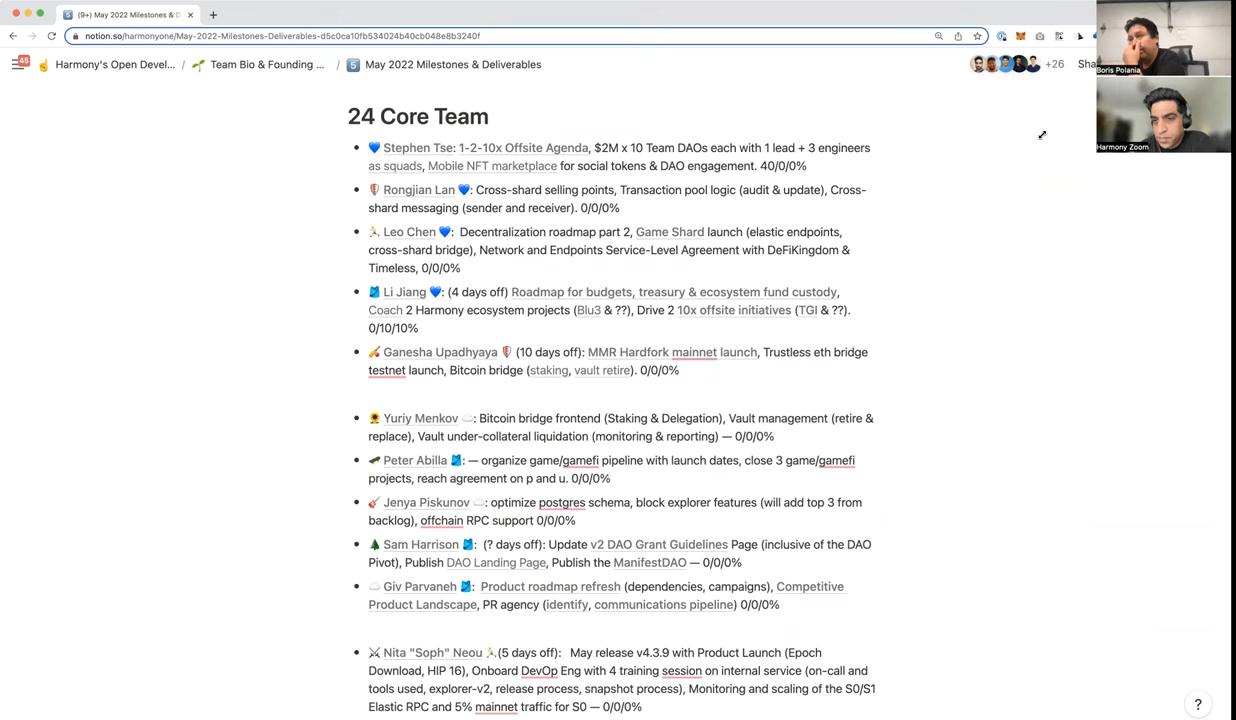 (9+) May 2022 Milestones & D
notion.so/harmonyone/May-2022-Milestones-Deliverables-d5c0ca10fb534024b40cb048e8b3240f
45
Harmony's Open Devel... / Team Bio & Founding ... / May 2022 Milestones & Deliverables
+26
Sha
Boris Polania
Harmony Zoom
24 Core Team
Stephen Tse: 1-2-10x Offsite Agenda, $2M x 10 Team DAOs each with 1 lead + 3 engineers
as squads, Mobile NFT marketplace for social tokens & DAO engagement. 40/0/0%
Rongjian Lan : Cross-shard selling points, Transaction pool logic (audit & update), Cross-
shard messaging (sender and receiver). 0/0/0%
Leo Chen : Decentralization roadmap part 2, Game Shard launch (elastic endpoints,
cross-shard bridge), Network and Endpoints Service-Level Agreement with DeFiKingdom &
Timeless, 0/0/0%
Li Jiang : (4 days off) Roadmap for budgets, treasury & ecosystem fund custody,
Coach 2 Harmony ecosystem projects (Blu3 & ??), Drive 2 10x offsite initiatives (TGI & ??).
0/10/10%
Ganesha Upadhyaya (10 days off): MMR Hardfork mainnet launch, Trustless eth bridge
testnet launch, Bitcoin bridge (staking, vault retire). 0/0/0%
Yuriy Menkov : Bitcoin bridge frontend (Staking & Delegation), Vault management (retire &
replace), Vault under-collateral liquidation (monitoring & reporting) — 0/0/0%
Peter Abilla : — organize game/gamefi pipeline with launch dates, close 3 game/gamefi
projects, reach agreement on p and u. 0/0/0%
Jenya Piskunov : optimize postgres schema, block explorer features (will add top 3 from
backlog), offchain RPC support 0/0/0%
Sam Harrison : (? days off): Update v2 DAO Grant Guidelines Page (inclusive of the DAO
Pivot), Publish DAO Landing Page, Publish the ManifestDAO — 0/0/0%
Giv Parvaneh : Product roadmap refresh (dependencies, campaigns), Competitive
Product Landscape, PR agency (identify, communications pipeline) 0/0/0%
Nita "Soph" Neou (5 days off): May release v4.3.9 with Product Launch (Epoch
Download, HIP 16), Onboard DevOp Eng with 4 training session on internal service (on-call and
tools used, explorer-v2, release process, snapshot process), Monitoring and scaling of the S0/S1
Elastic RPC and 5% mainnet traffic for S0 — 0/0/0%
?